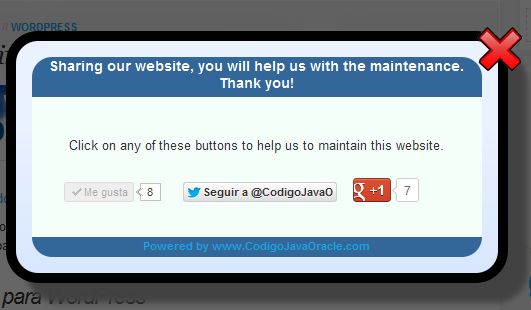 WORDPRESS
Sharing our website, you will help us with the maintenance.
Thank you!
Click on any of these buttons to help us to maintain this website.
Me gusta 8 Seguir a @CodigoJavaO g +1 7
Powered by www.CodigoJavaOracle.com
para WordPress